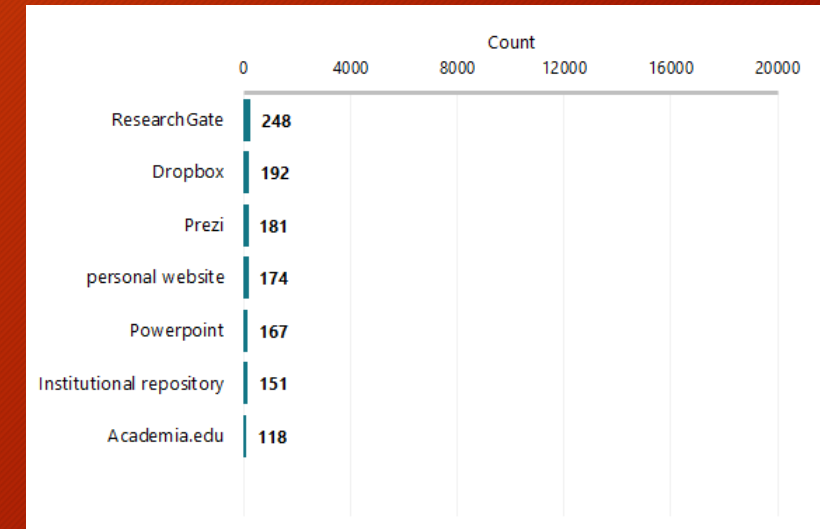 Count
0 4000 8000 12000 16000 20000
ResearchGate 248
Dropbox 192
Prezi 181
personal website 174
Powerpoint 167
Institutional repository 151
Academia.edu 118